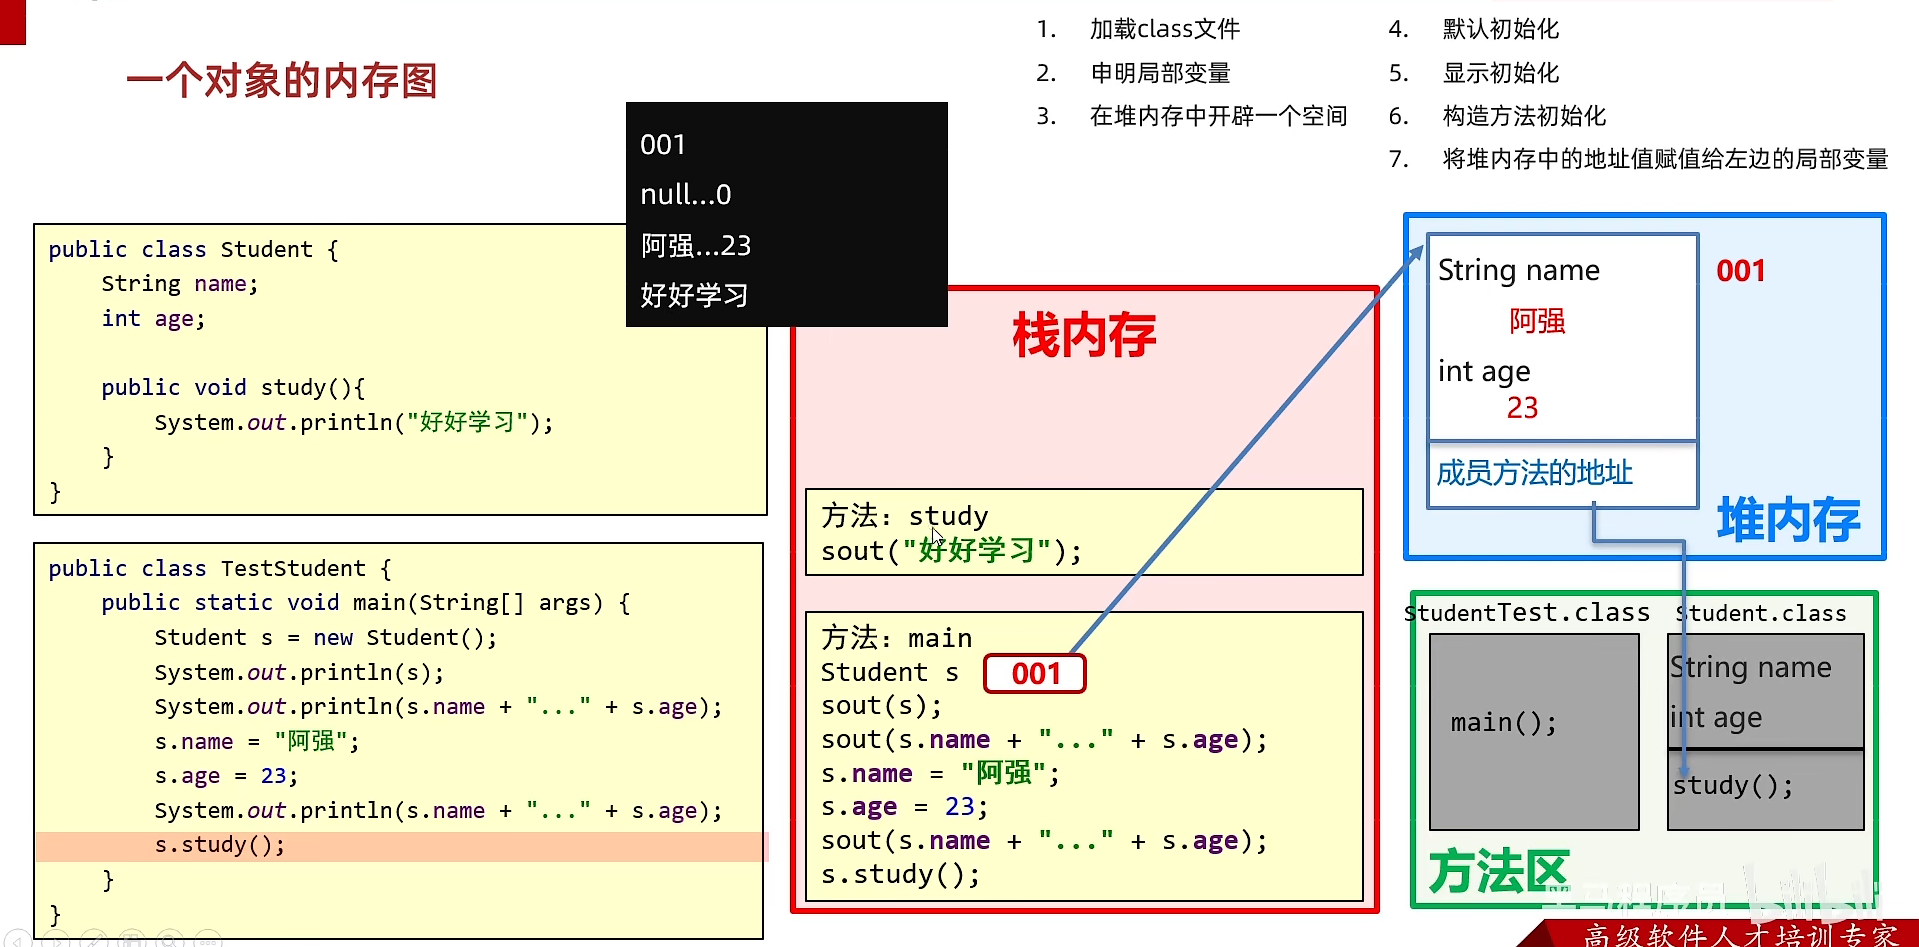 一个对象的内存图
1. 加载class文件
2. 申明局部变量
3. 在堆内存中开辟一个空间
4. 默认初始化
5. 显示初始化
6. 构造方法初始化
7. 将堆内存中的地址值赋值给左边的局部变量
001
null...0
阿强...23
好好学习
public class Student {
String name;
int age;
public void study(){
System.out.println("好好学习");
}
}
public class TestStudent {
public static void main(String[] args) {
Student s = new Student();
System.out.println(s);
System.out.println(s.name + "..." + s.age);
s.name = "阿强";
s.age = 23;
System.out.println(s.name + "..." + s.age);
s.study();
}
}
栈内存
方法：study
sout("好好学习");
方法：main
Student s 001
sout(s);
sout(s.name + "..." + s.age);
s.name = "阿强";
s.age = 23;
sout(s.name + "..." + s.age);
s.study();
String name
001
阿强
int age
23
成员方法的地址
堆内存
studentTest.class
student.class
main();
String name
int age
study();
方法区
黑马程序员
bilibili
高级软件人才培训专家